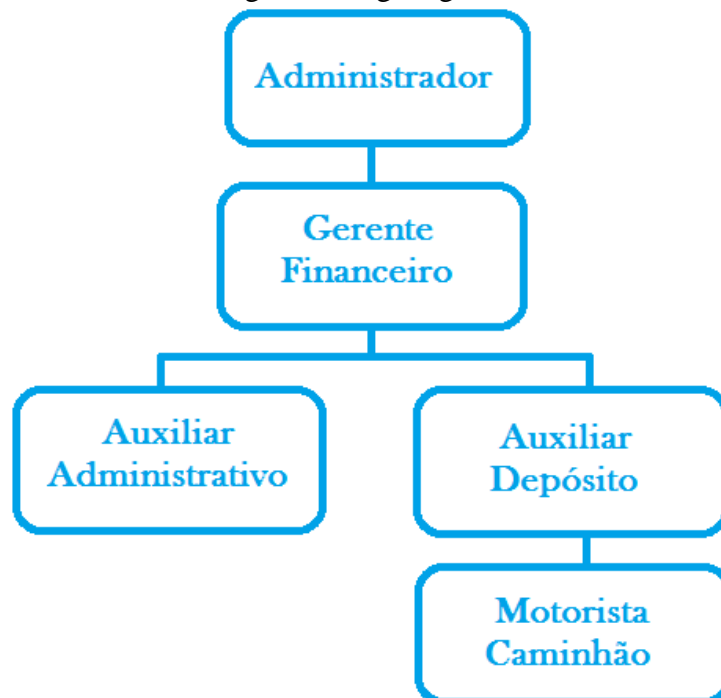 Administrador
Gerente
Financeiro
Auxiliar
Administrativo
Auxiliar
Depósito
Motorista
Caminhão